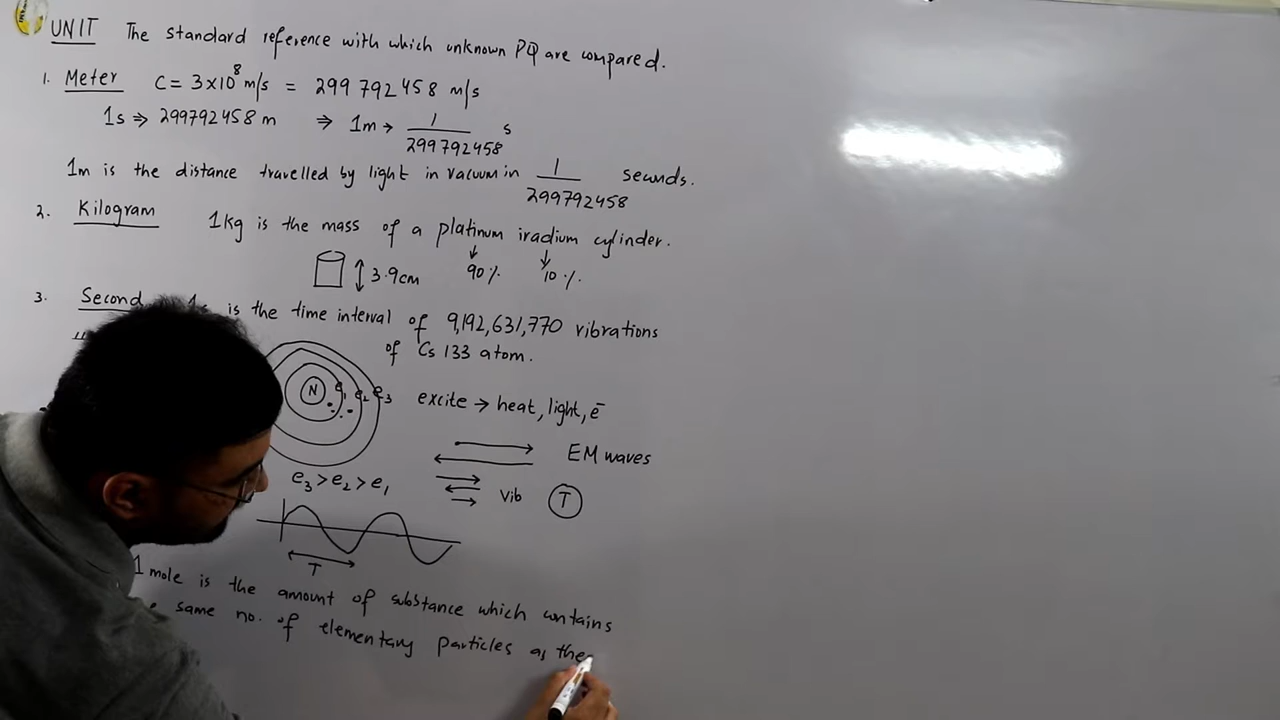 UNIT The standard reference with which unknown PQ are compared.
1. Meter C = 3×10⁸ m/s = 299 792 458 m/s
1s ⇒ 299792458 m ⇒ 1m → 1/299792458 s
1m is the distance travelled by light in vacuum in 1/299792458 seconds.
2. Kilogram 1kg is the mass of a platinum iradium cylinder.
3.9cm 90% 10%
3. Second is the time interval of 9,192,631,770 vibrations
of Cs 133 atom.
N e₁ e₂ e₃ excite → heat, light, e⁻
EM waves
e₃ > e₂ > e₁ Vib T
T
1 mole is the amount of substance which contains
same no. of elementary particles as the